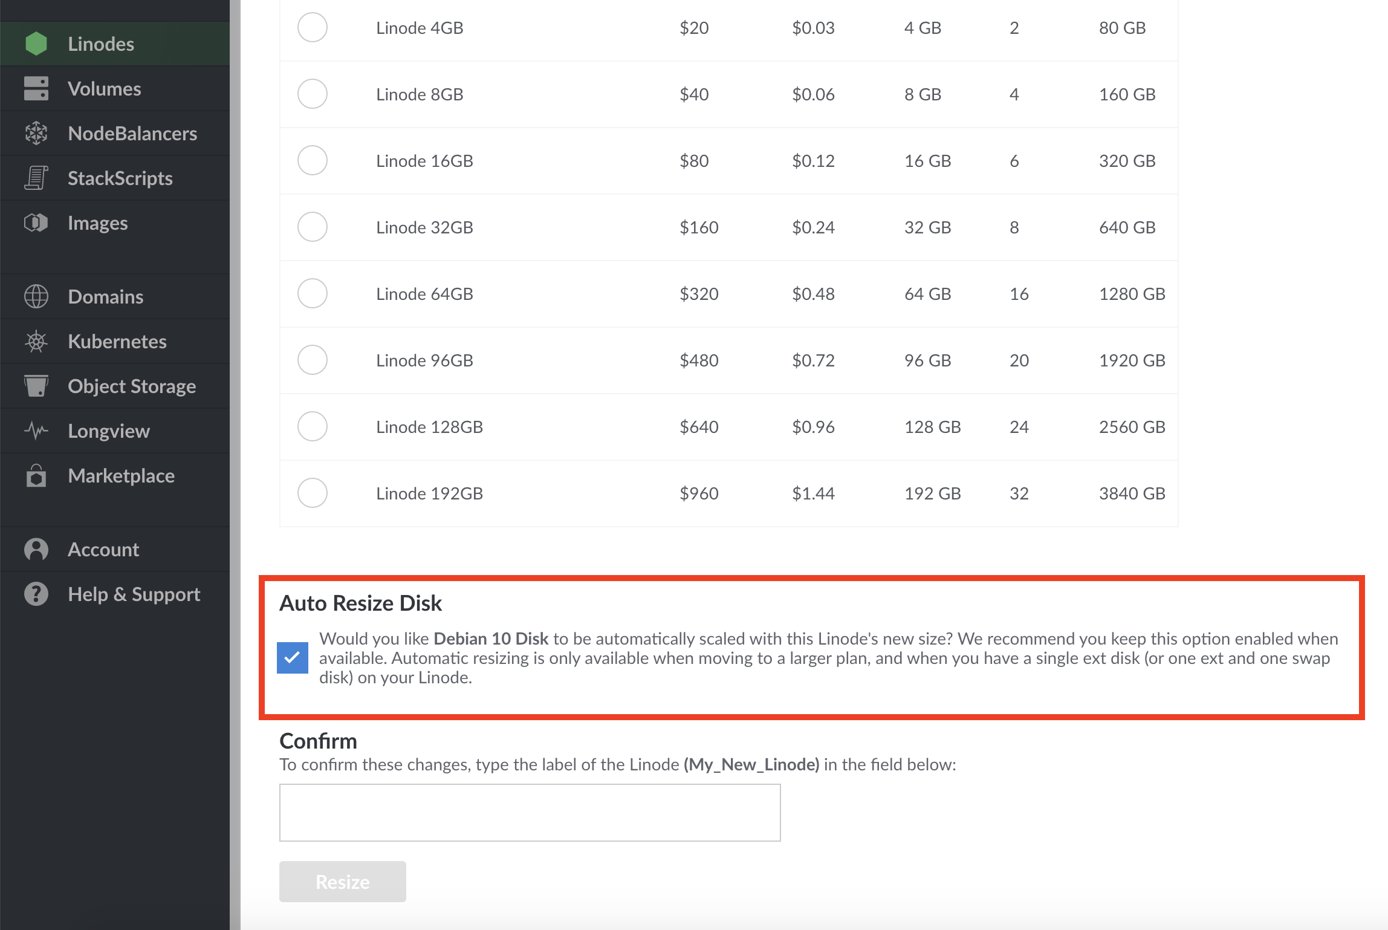 Linodes
Volumes
NodeBalancers
StackScripts
Images
Domains
Kubernetes
Object Storage
Longview
Marketplace
Account
Help & Support
Linode 4GB $20 $0.03 4 GB 2 80 GB
Linode 8GB $40 $0.06 8 GB 4 160 GB
Linode 16GB $80 $0.12 16 GB 6 320 GB
Linode 32GB $160 $0.24 32 GB 8 640 GB
Linode 64GB $320 $0.48 64 GB 16 1280 GB
Linode 96GB $480 $0.72 96 GB 20 1920 GB
Linode 128GB $640 $0.96 128 GB 24 2560 GB
Linode 192GB $960 $1.44 192 GB 32 3840 GB
Auto Resize Disk
Would you like Debian 10 Disk to be automatically scaled with this Linode's new size? We recommend you keep this option enabled when
available. Automatic resizing is only available when moving to a larger plan, and when you have a single ext disk (or one ext and one swap
disk) on your Linode.
Confirm
To confirm these changes, type the label of the Linode (My_New_Linode) in the field below:
Resize